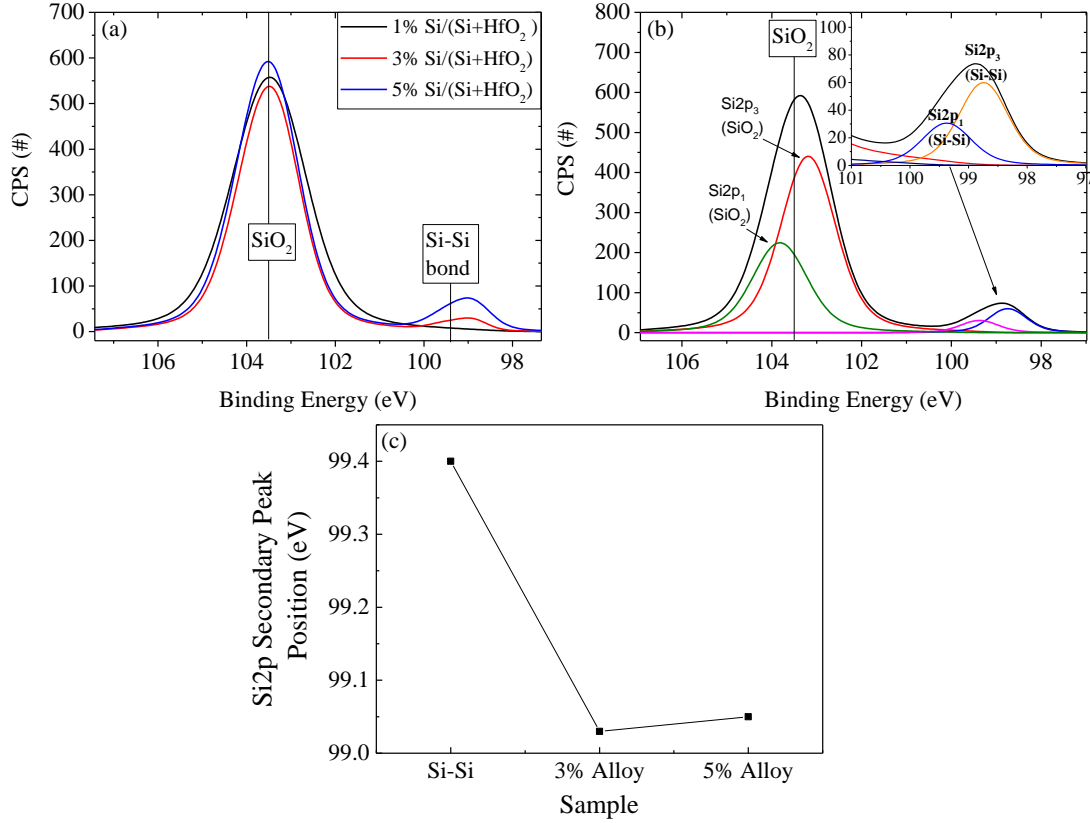 (a)
1% Si/(Si+HfO2 )
3% Si/(Si+HfO2)
5% Si/(Si+HfO2)
SiO2
Si-Si
bond
700
600
500
400
300
200
100
0
CPS (#)
106
104
102
100
98
Binding Energy (eV)
(b)
SiO2
Si2p3
(SiO2)
Si2p1
(SiO2)
800
700
600
500
400
300
200
100
0
CPS (#)
106
104
102
100
98
Binding Energy (eV)
Si2p3
(Si-Si)
Si2p1
(Si-Si)
100
80
60
40
20
0
101
100
99
98
97
(c)
99.4
99.3
99.2
99.1
99.0
Si2p Secondary Peak
Position (eV)
Si-Si
3% Alloy
5% Alloy
Sample